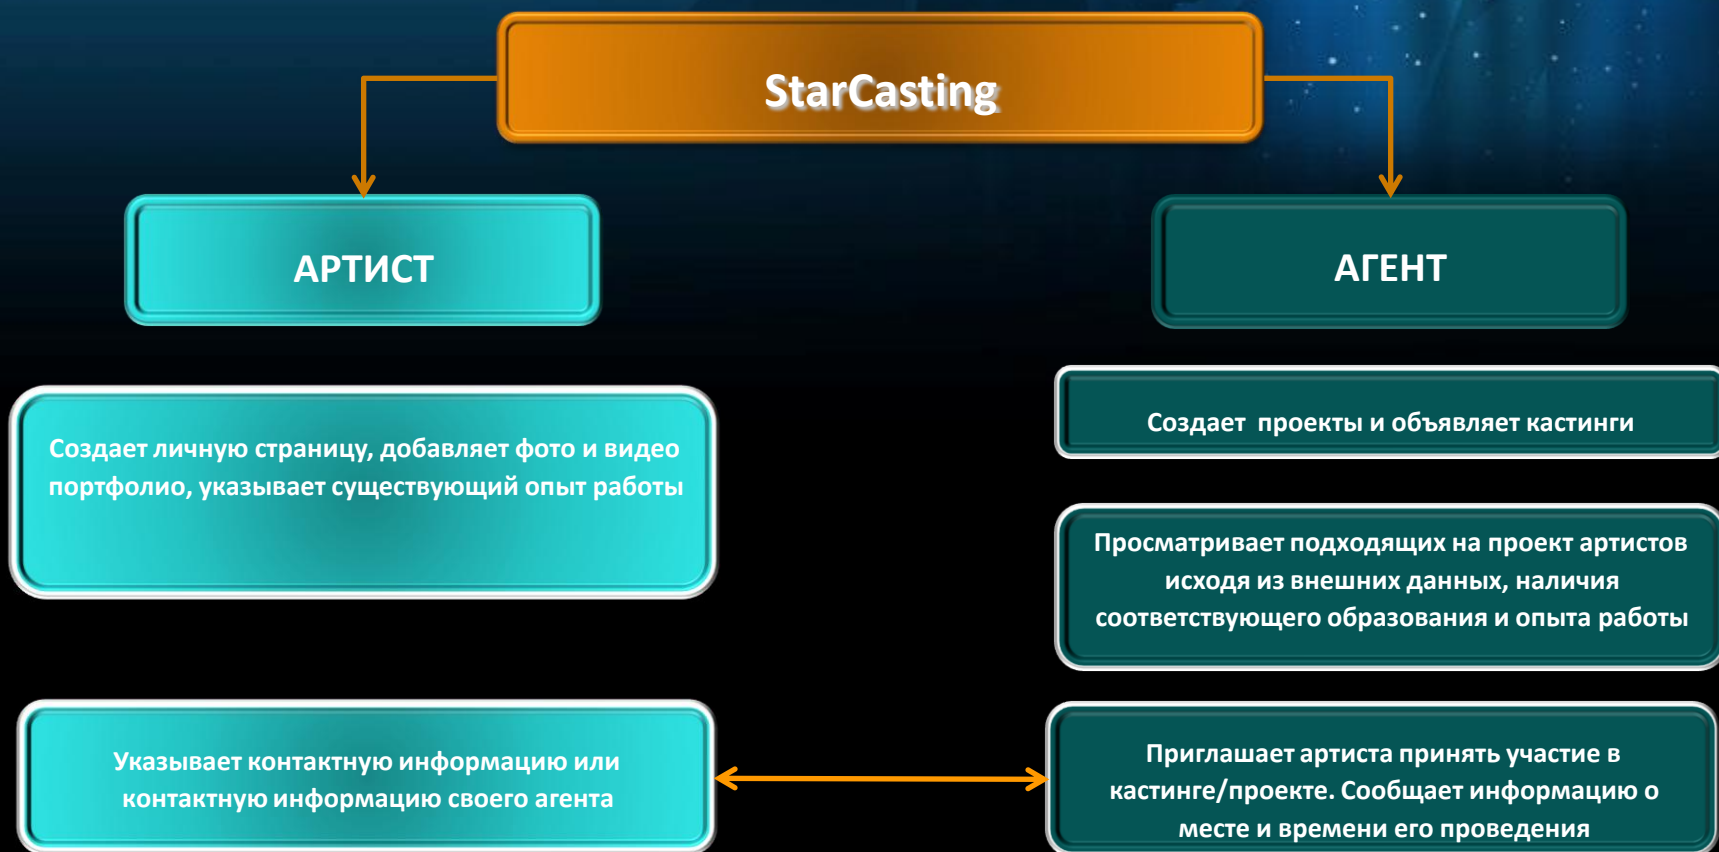 StarCasting
АРТИСТ
АГЕНТ
Создает личную страницу, добавляет фото и видео
портфолио, указывает существующий опыт работы
Создает проекты и объявляет кастинги
Просматривает подходящих на проект артистов
исходя из внешних данных, наличия
соответствующего образования и опыта работы
Указывает контактную информацию или
контактную информацию своего агента
Приглашает артиста принять участие в
кастинге/проекте. Сообщает информацию о
месте и времени его проведения